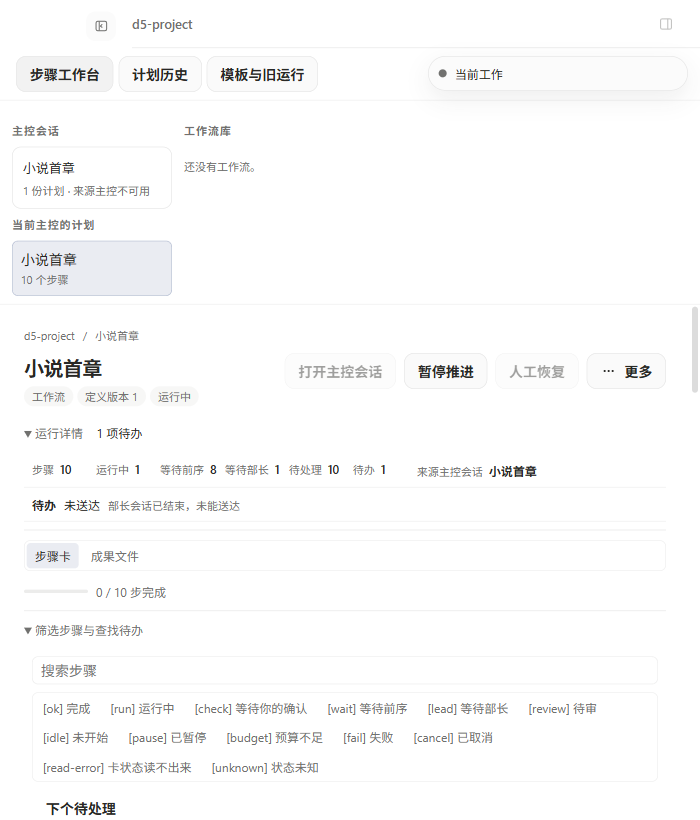 d5-project
步骤工作台 计划历史 模板与旧运行 当前工作
主控会话 工作流库
小说首章 还没有工作流。
1 份计划 · 来源主控不可用
当前主控的计划
小说首章
10 个步骤
d5-project / 小说首章
小说首章 打开主控会话 暂停推进 人工恢复 ··· 更多
工作流 定义版本 1 运行中
▼ 运行详情 1 项待办
步骤 10 运行中 1 等待前序 8 等待部长 1 待处理 10 待办 1 来源主控会话 小说首章
待办 未送达 部长会话已结束，未能送达
步骤卡 成果文件
0 / 10 步完成
▼ 筛选步骤与查找待办
搜索步骤
[ok] 完成 [run] 运行中 [check] 等待你的确认 [wait] 等待前序 [lead] 等待部长 [review] 待审
[idle] 未开始 [pause] 已暂停 [budget] 预算不足 [fail] 失败 [cancel] 已取消
[read-error] 卡状态读不出来 [unknown] 状态未知
下个待处理